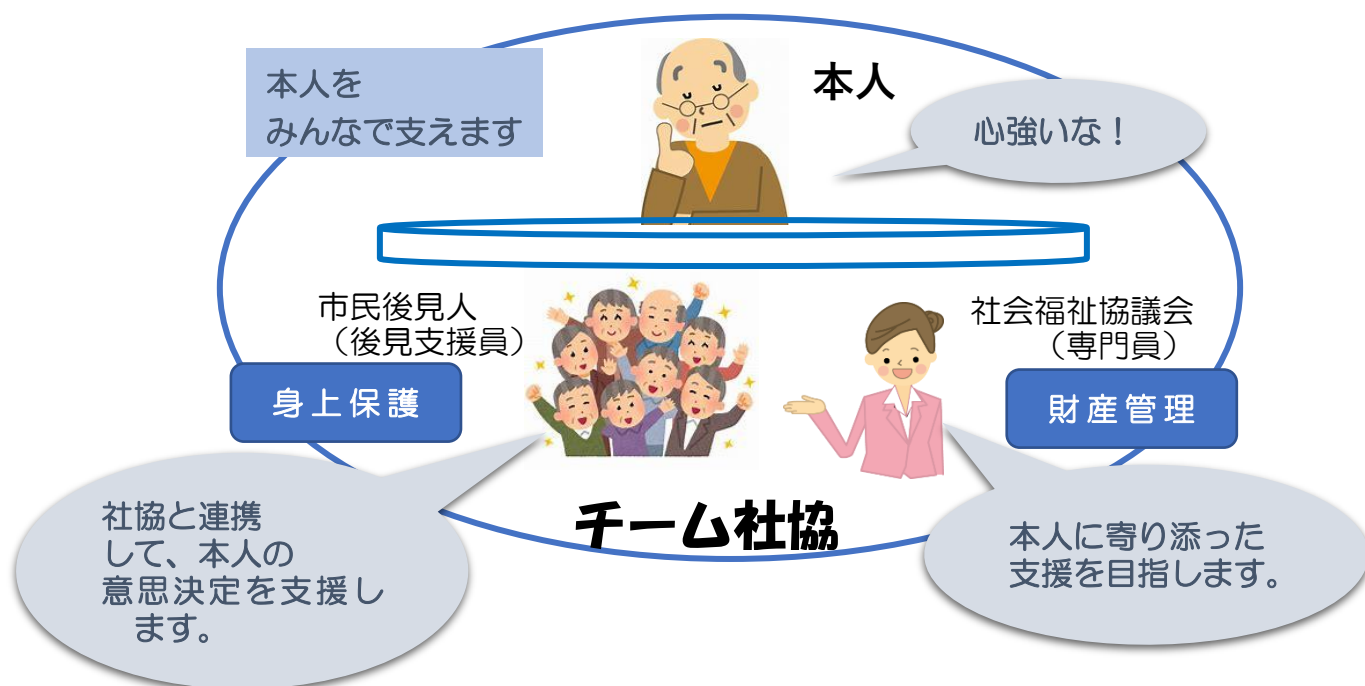 本人を
みんなで支えます
本人
心強いな！
市民後見人
（後見支援員）
身上保護
社会福祉協議会
（専門員）
財産管理
チーム社協
社協と連携
して、本人の
意思決定を支援し
ます。
本人に寄り添った
支援を目指します。